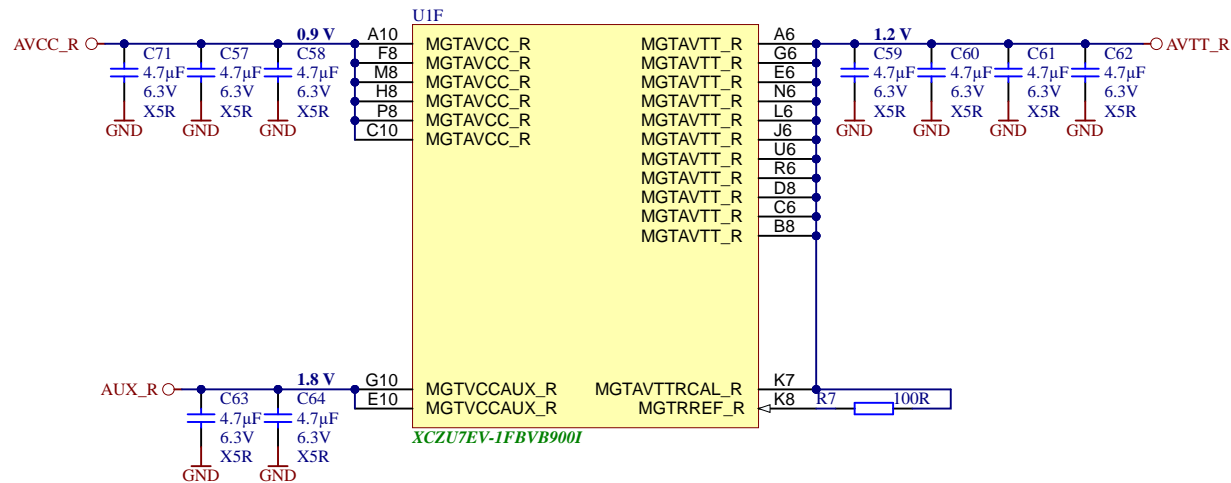 U1F
AVCC_R
0.9 V
C71
4.7µF
6.3V
X5R
GND
C57
4.7µF
6.3V
X5R
GND
C58
4.7µF
6.3V
X5R
GND
A10 MGTAVCC_R
F8 MGTAVCC_R
M8 MGTAVCC_R
H8 MGTAVCC_R
P8 MGTAVCC_R
C10 MGTAVCC_R
MGTAVTT_R A6
MGTAVTT_R G6
MGTAVTT_R E6
MGTAVTT_R N6
MGTAVTT_R L6
MGTAVTT_R J6
MGTAVTT_R U6
MGTAVTT_R R6
MGTAVTT_R D8
MGTAVTT_R C6
MGTAVTT_R B8
1.2 V
AVTT_R
C59
4.7µF
6.3V
X5R
GND
C60
4.7µF
6.3V
X5R
GND
C61
4.7µF
6.3V
X5R
GND
C62
4.7µF
6.3V
X5R
GND
AUX_R
1.8 V
C63
4.7µF
6.3V
X5R
GND
C64
4.7µF
6.3V
X5R
GND
G10 MGTVCCAUX_R
E10 MGTVCCAUX_R
MGTAVTTRCAL_R K7
MGTRREF_R K8
R7 100R
XCZU7EV-1FBVB900I